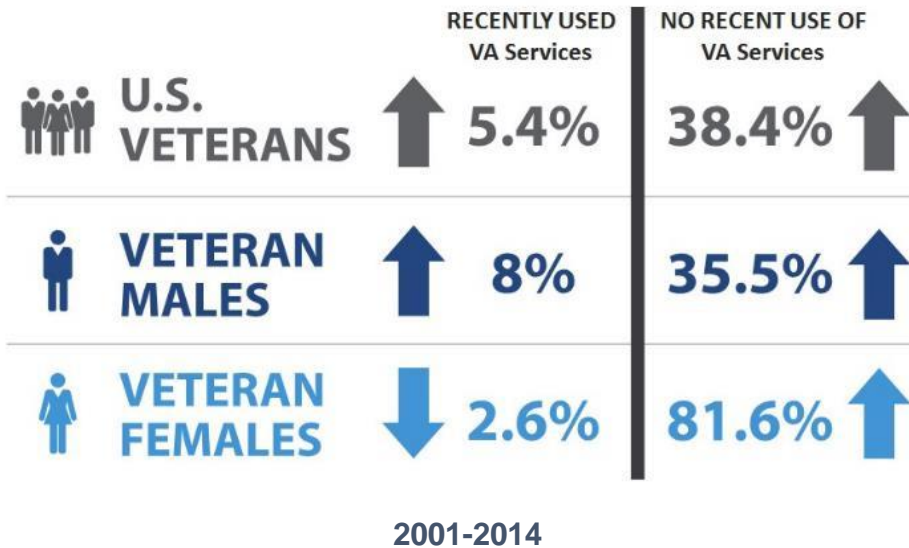 RECENTLY USED
VA Services
NO RECENT USE OF
VA Services
U.S.
VETERANS
5.4%
38.4%
VETERAN
MALES
8%
35.5%
VETERAN
FEMALES
2.6%
81.6%
2001-2014